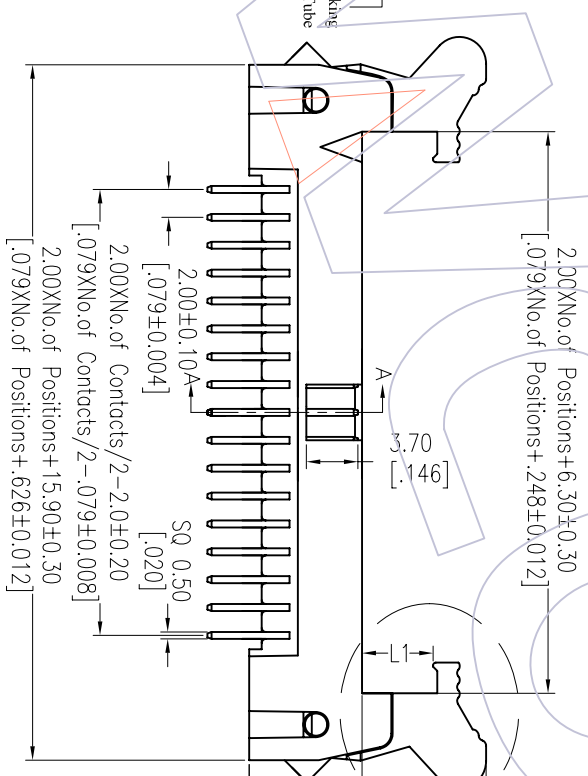 king
Tube
2.00XNo.of Positions+6.30±0.30
[.079XNo.of Positions+.248±0.012]
A
3.70
[.146]
L1
A
2.00±0.10
[.079±0.004]
SQ 0.50
[.020]
2.00XNo.of Contacts/2-2.0±0.20
[.079XNo.of Contacts/2-.079±0.008]
2.00XNo.of Positions+15.90±0.30
[.079XNo.of Positions+.626±0.012]